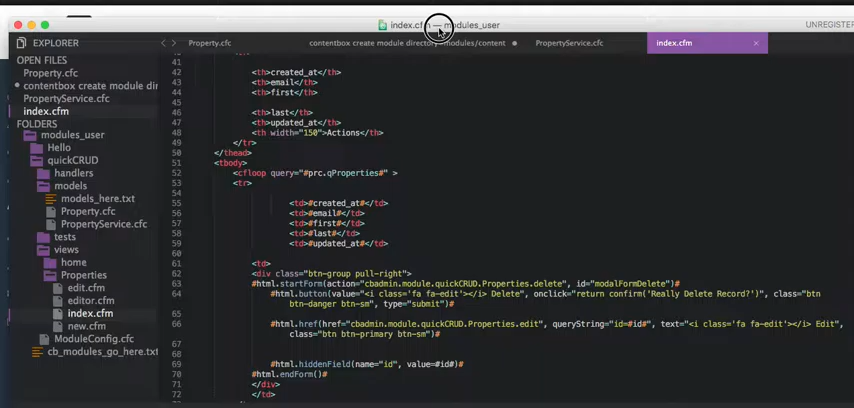 index.cfm — modules_user
UNREGISTER
EXPLORER
Property.cfc
contentbox create module directory=modules/content
PropertyService.cfc
index.cfm
OPEN FILES
Property.cfc
contentbox create module dir
PropertyService.cfc
index.cfm
FOLDERS
modules_user
Hello
quickCRUD
handlers
models
models_here.txt
Property.cfc
PropertyService.cfc
tests
views
home
Properties
edit.cfm
editor.cfm
index.cfm
new.cfm
ModuleConfig.cfc
cb_modules_go_here.txt
41
42 <th>created_at</th>
43 <th>email</th>
44 <th>first</th>
45
46 <th>last</th>
47 <th>updated_at</th>
48 <th width="150">Actions</th>
49 </tr>
50 </thead>
51 <tbody>
52 <cfloop query="#prc.qProperties#" >
53 <tr>
54
55 <td>#created_at#</td>
56 <td>#email#</td>
57 <td>#first#</td>
58 <td>#last#</td>
59 <td>#updated_at#</td>
60
61 <td>
62 <div class="btn-group pull-right">
63 #html.startForm(action="cbadmin.module.quickCRUD.Properties.delete", id="modalFormDelete")#
64 #html.button(value="<i class='fa fa-edit'></i> Delete", onclick="return confirm('Really Delete Record?')", class="btn
btn-danger btn-sm", type="submit")#
65
66 #html.href(href="cbadmin.module.quickCRUD.Properties.edit", queryString="id=#id#", text="<i class='fa fa-edit'></i> Edit",
class="btn btn-primary btn-sm")#
67
68
69 #html.hiddenField(name="id", value=#id#)#
70 #html.endForm()#
71 </div>
72 </td>